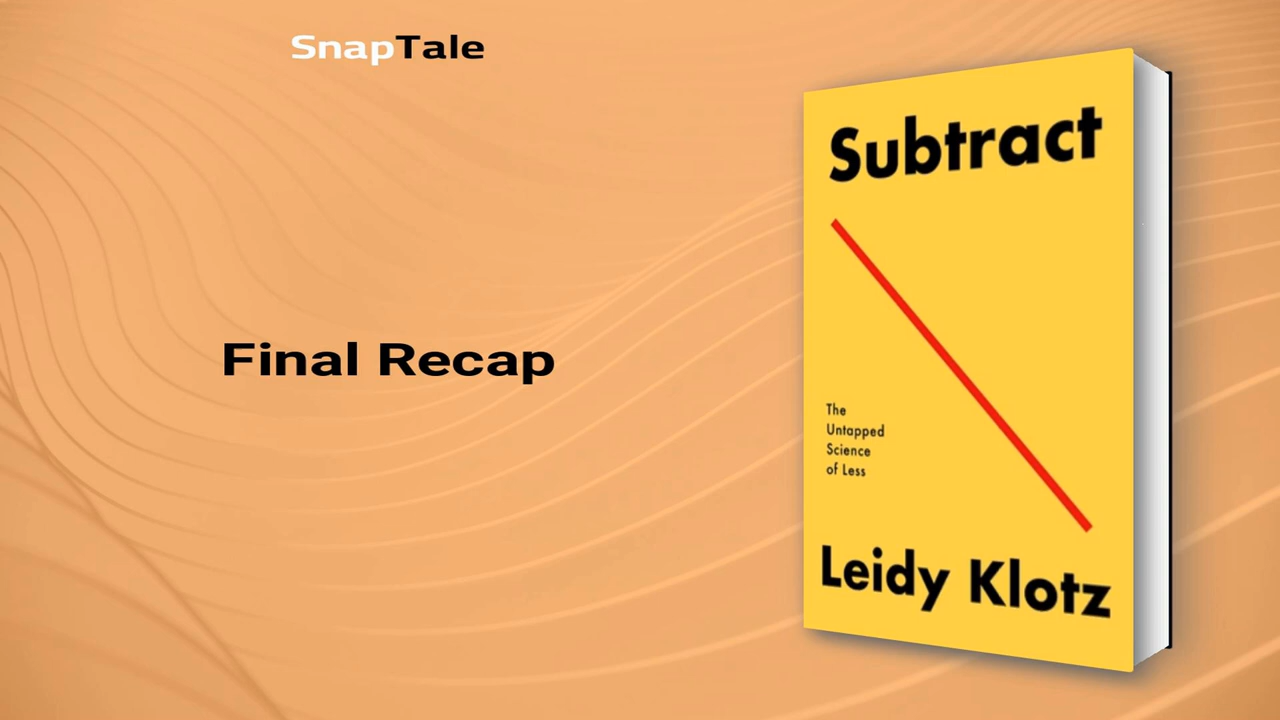 SnapTale
Final Recap
Subtract
The
Untapped
Science
of Less
Leidy Klotz